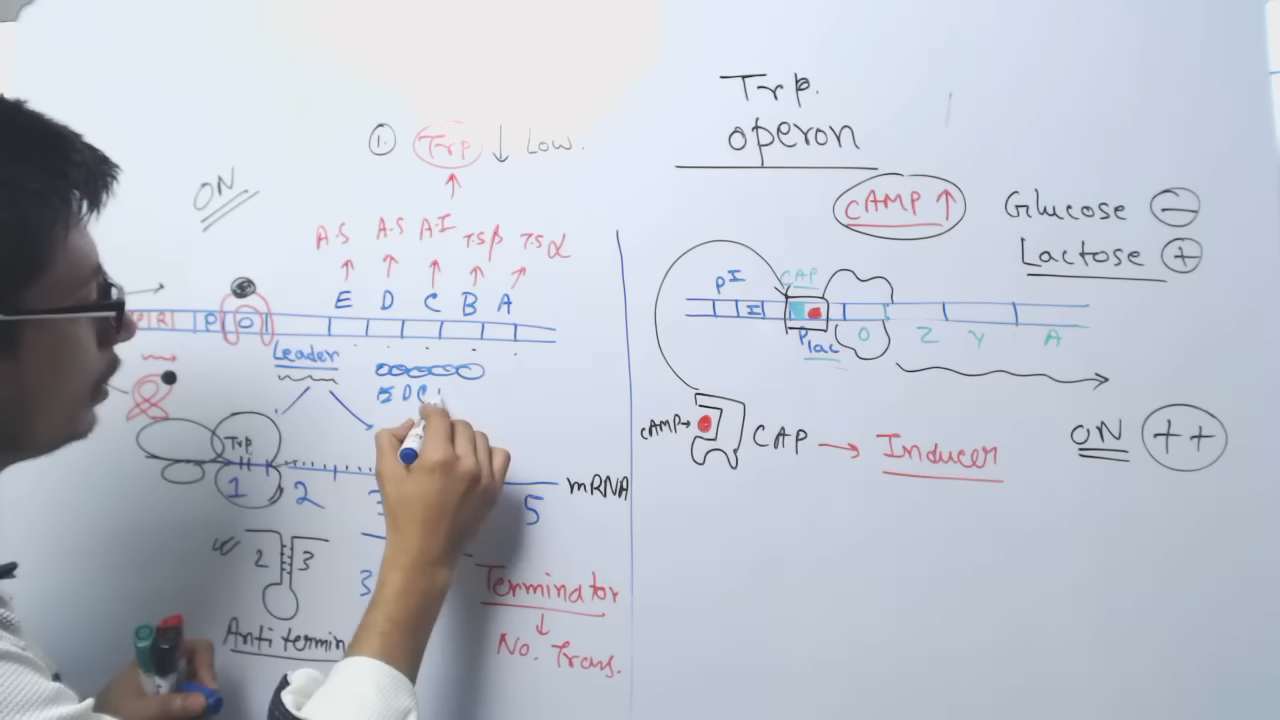 Trp.
operon
① Trp ↓ Low.
ON
A·S A·S A·I T·S β T·S α
E D C B A
P R P O
Leader
E D C
Trp
1 2 3 5 mRNA
2 3
3
Anti termin
Terminator
↓
No. Trans.
cAMP ↑ Glucose −
Lactose +
P I CAP
I
P lac O Z Y A
cAMP→ CAP → Inducer ON ++